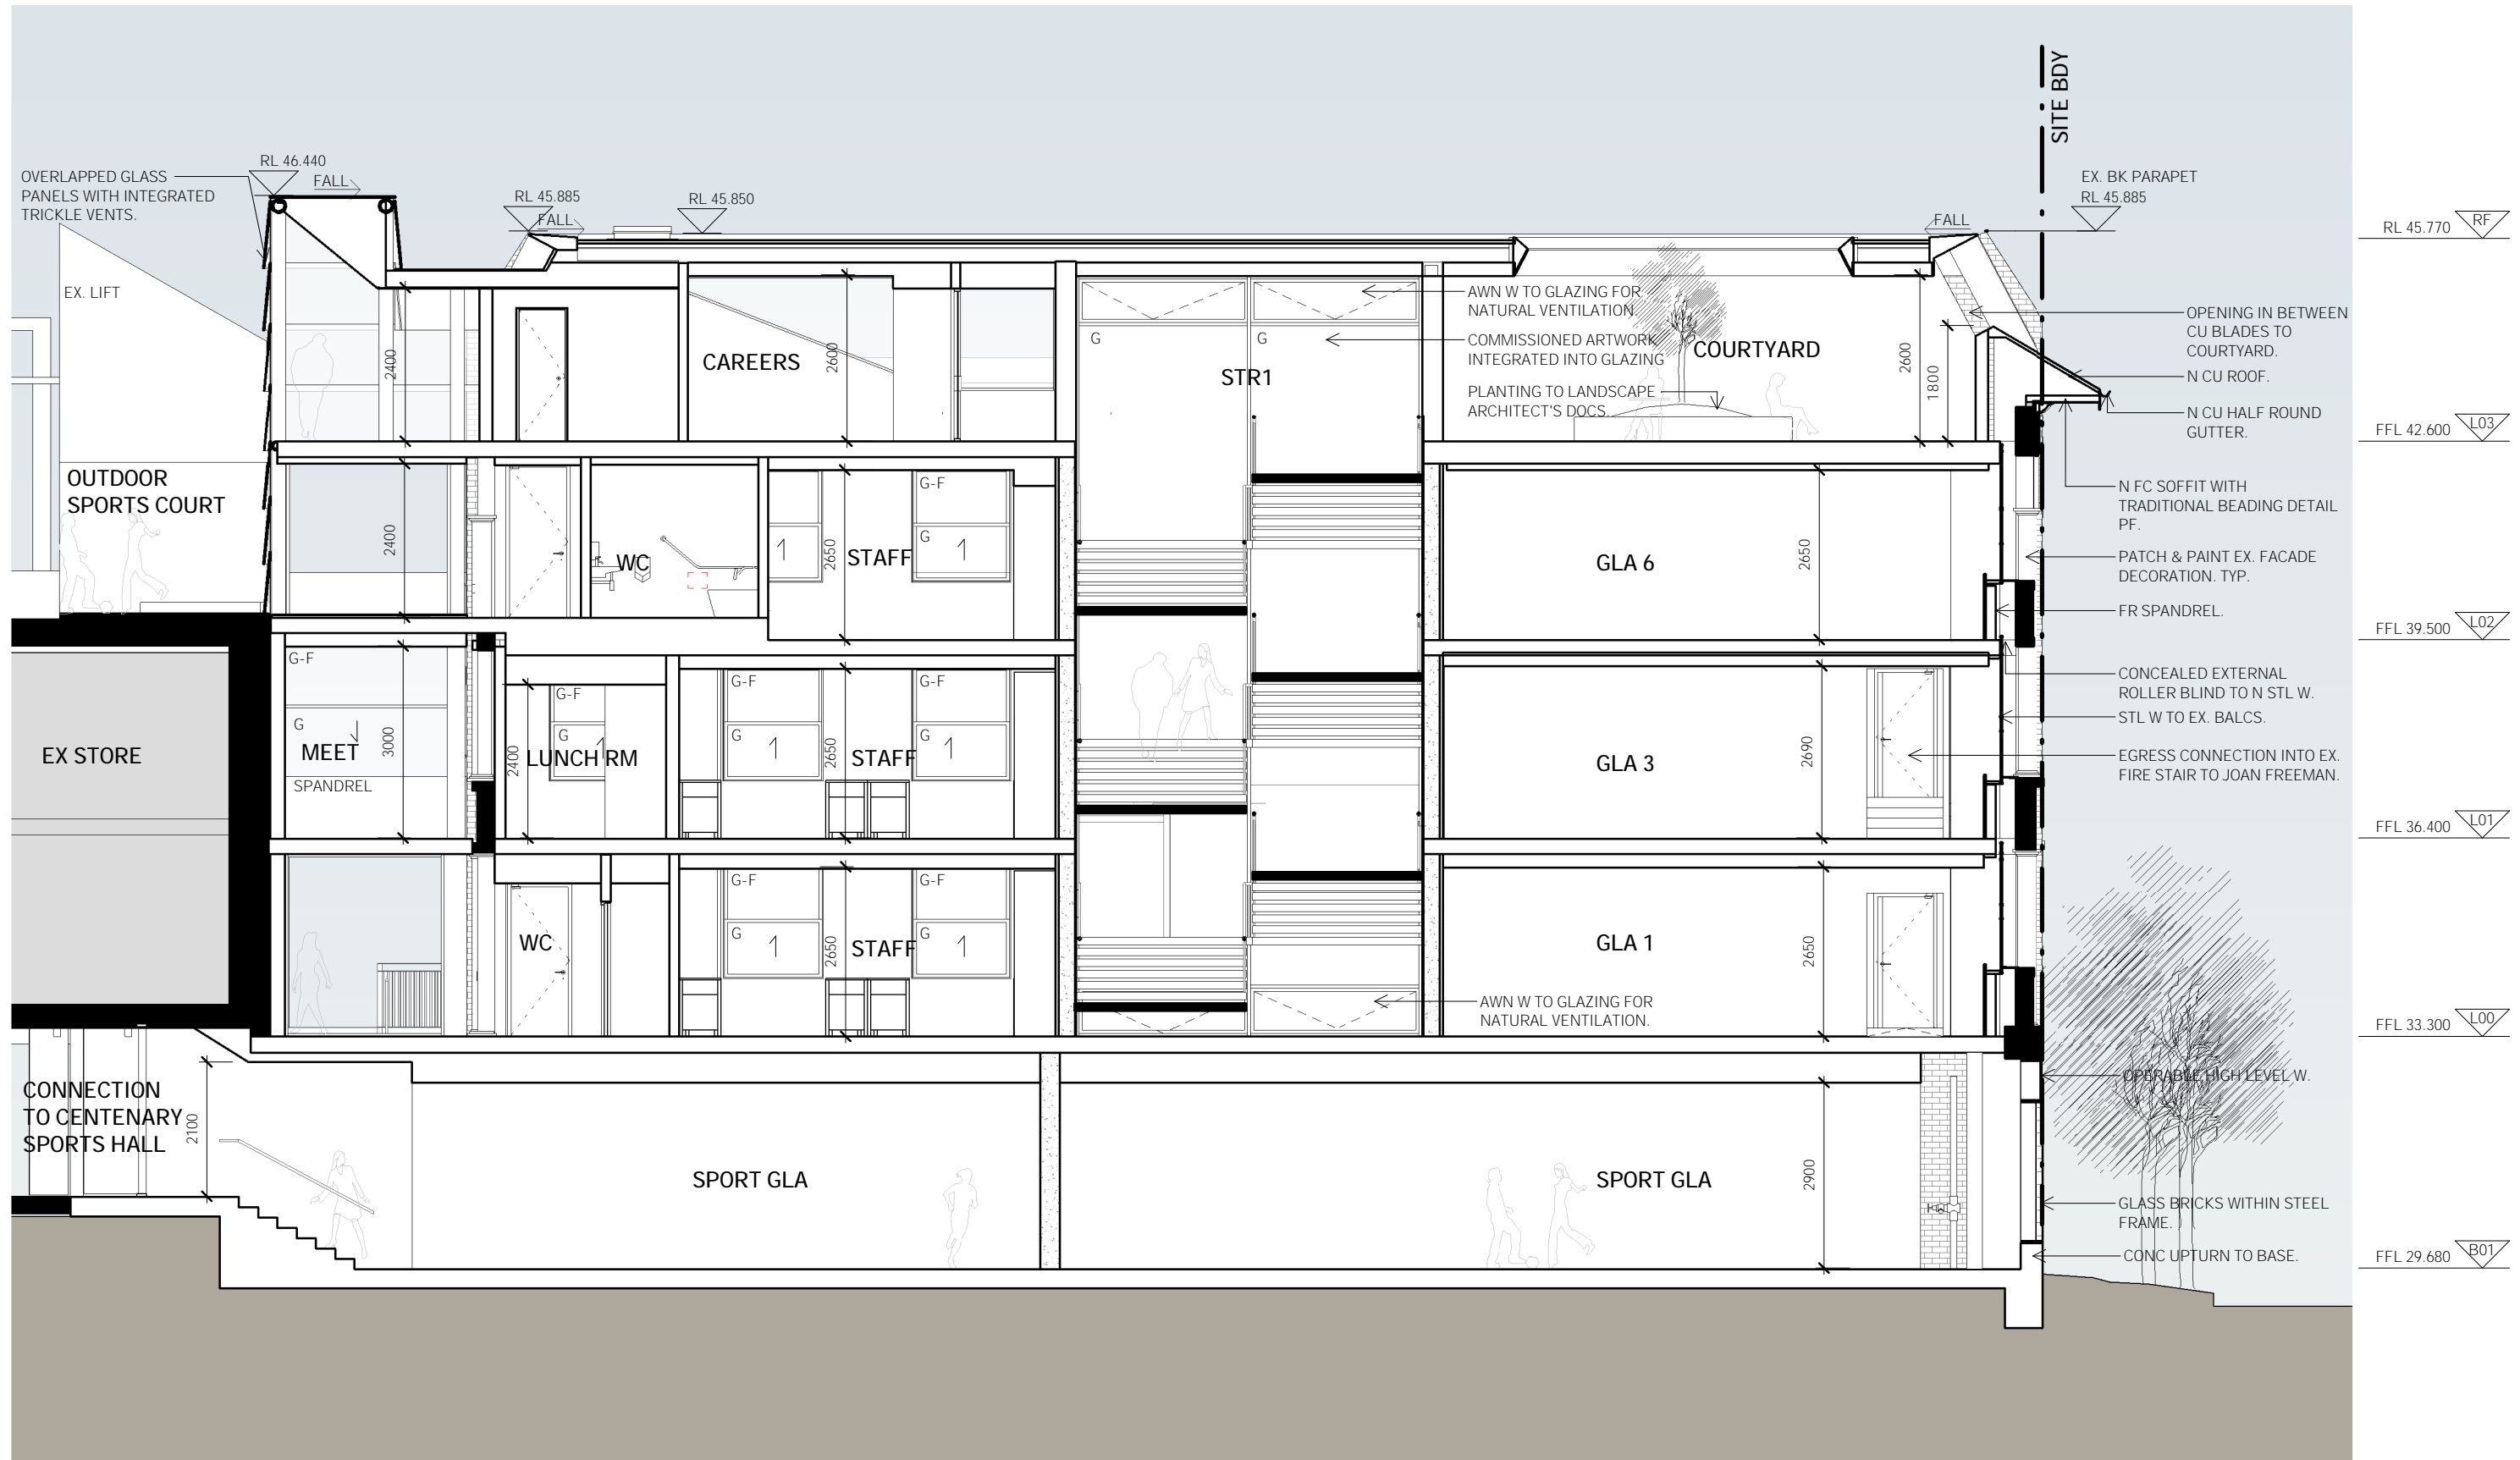 SITE BDY
OVERLAPPED GLASS
PANELS WITH INTEGRATED
TRICKLE VENTS.
RL 46.440
FALL
RL 45.885
FALL
RL 45.850
FALL
EX. BK PARAPET
RL 45.885
RL 45.770
RF
EX. LIFT
2400
CAREERS
2600
G
G
STR1
AWN W TO GLAZING FOR
NATURAL VENTILATION.
COMMISSIONED ARTWORK
INTEGRATED INTO GLAZING
PLANTING TO LANDSCAPE
ARCHITECT'S DOCS.
COURTYARD
2600
1800
OPENING IN BETWEEN
CU BLADES TO
COURTYARD.
N CU ROOF.
N CU HALF ROUND
GUTTER.
FFL 42.600
L03
OUTDOOR
SPORTS COURT
2400
WC
1
2650
STAFF
G-F
G
1
GLA 6
2650
N FC SOFFIT WITH
TRADITIONAL BEADING DETAIL
PF.
PATCH & PAINT EX. FACADE
DECORATION. TYP.
FR SPANDREL.
FFL 39.500
L02
EX STORE
G-F
G
MEET
3000
SPANDREL
2400
G-F
G
1
LUNCH RM
G-F
G
1
2650
STAFF
G-F
G
1
GLA 3
2690
CONCEALED EXTERNAL
ROLLER BLIND TO N STL W.
STL W TO EX. BALCS.
EGRESS CONNECTION INTO EX.
FIRE STAIR TO JOAN FREEMAN.
FFL 36.400
L01
WC
G-F
G
1
2650
STAFF
G-F
G
1
GLA 1
2650
AWN W TO GLAZING FOR
NATURAL VENTILATION.
FFL 33.300
L00
CONNECTION
TO CENTENARY
SPORTS HALL
2100
SPORT GLA
SPORT GLA
2900
OPERABLE HIGH LEVEL W.
GLASS BRICKS WITHIN STEEL
FRAME.
CONC UPTURN TO BASE.
FFL 29.680
B01